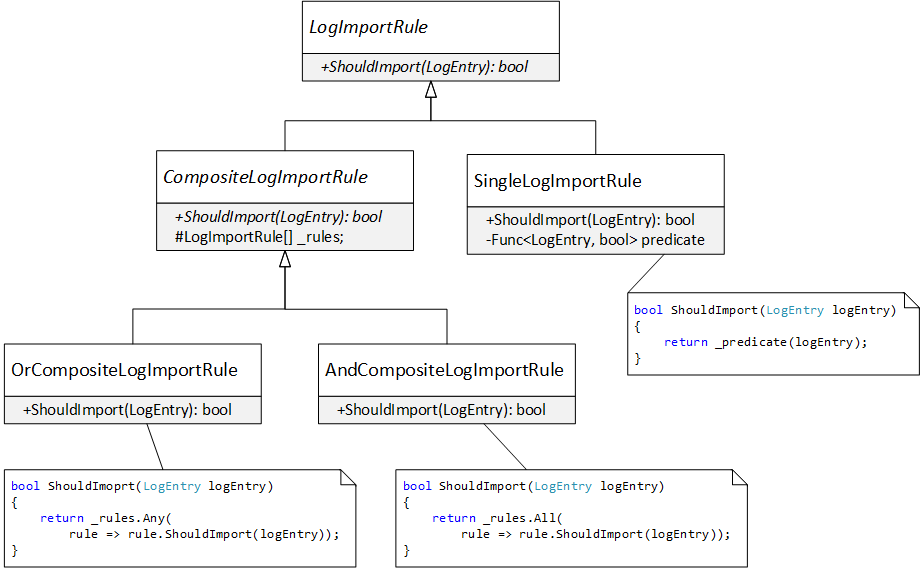 LogImportRule
+ShouldImport(LogEntry): bool
CompositeLogImportRule
+ShouldImport(LogEntry): bool
#LogImportRule[] _rules;
SingleLogImportRule
+ShouldImport(LogEntry): bool
-Func<LogEntry, bool> predicate
bool ShouldImport(LogEntry logEntry)
{
return _predicate(logEntry);
}
OrCompositeLogImportRule
+ShouldImport(LogEntry): bool
AndCompositeLogImportRule
+ShouldImport(LogEntry): bool
bool ShouldImoprt(LogEntry logEntry)
{
return _rules.Any(
rule => rule.ShouldImport(logEntry));
}
bool ShouldImport(LogEntry logEntry)
{
return _rules.All(
rule => rule.ShouldImport(logEntry));
}